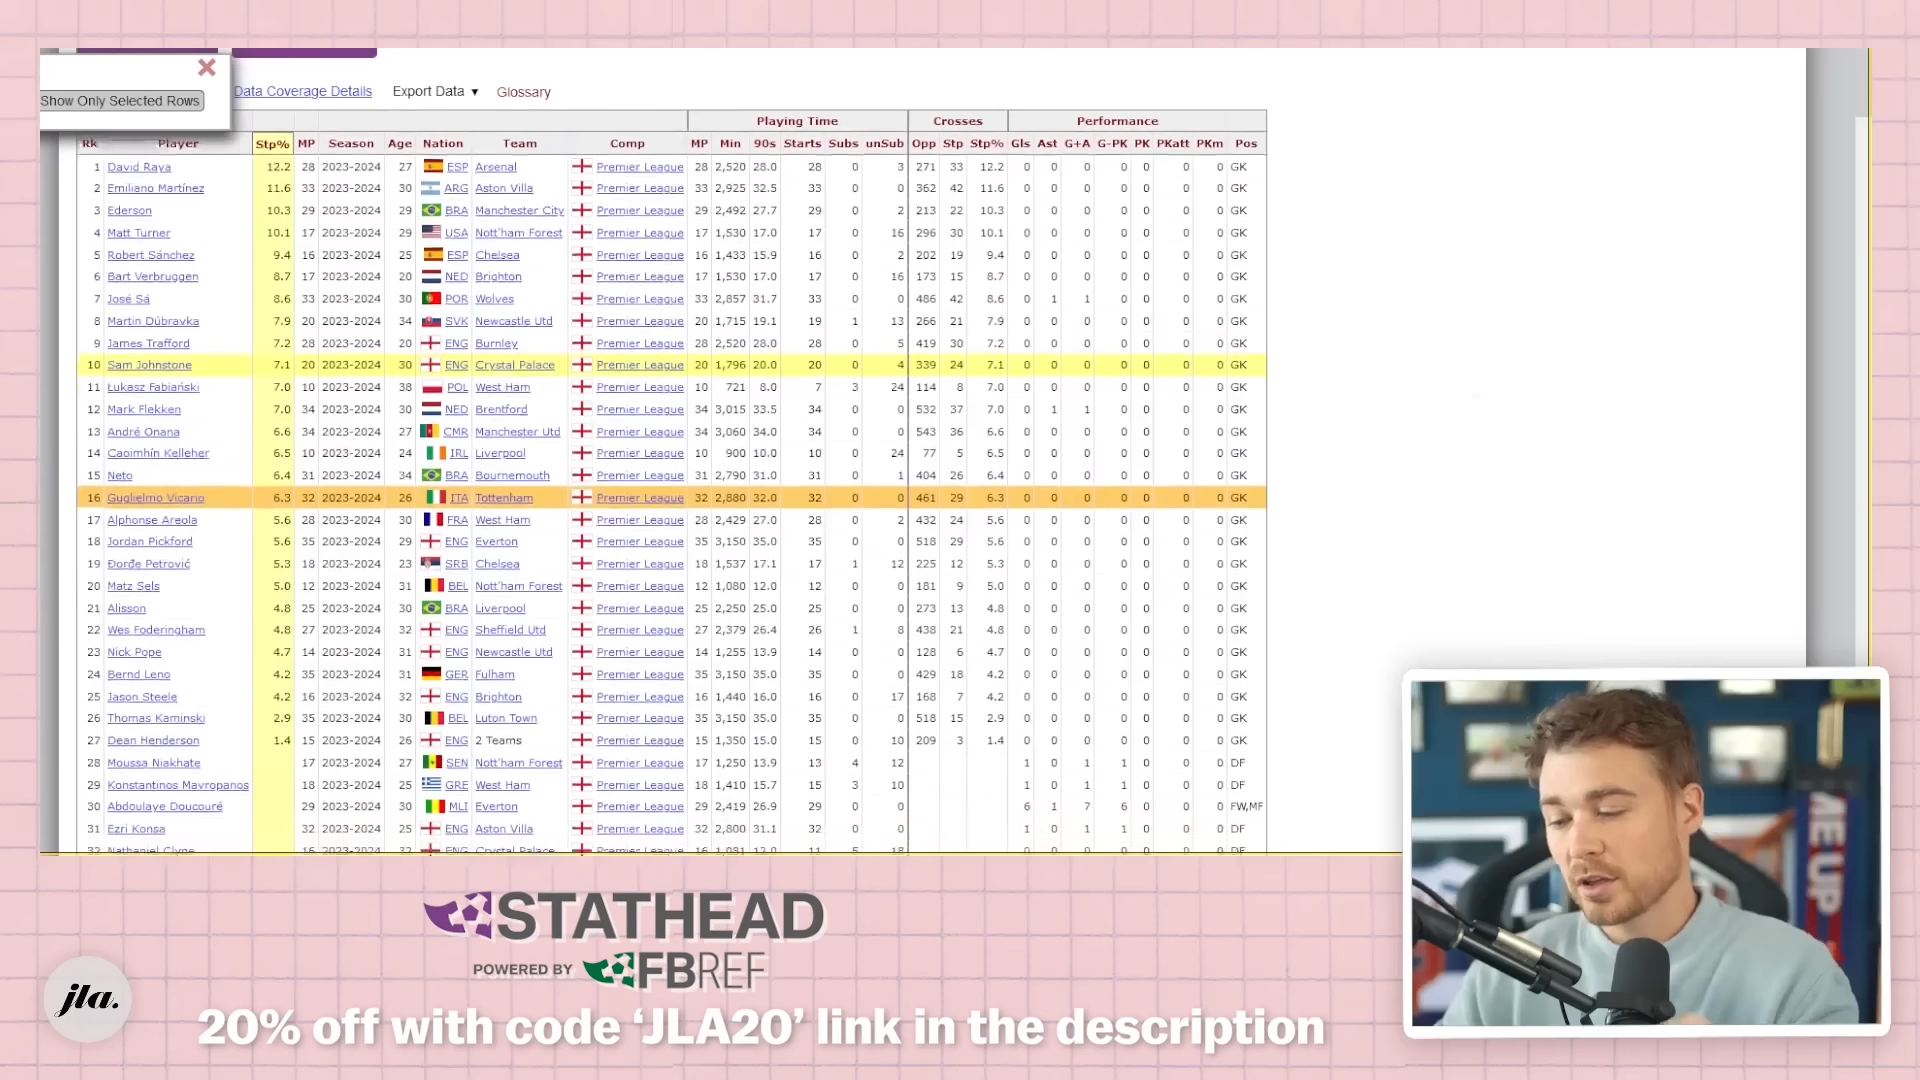 Show Only Selected Rows Data Coverage Details Export Data ▼ Glossary
Playing Time Crosses Performance
Rk Player Stp% MP Season Age Nation Team Comp MP Min 90s Starts Subs unSub Opp Stp Stp% Gls Ast G+A G-PK PK PKatt PKm Pos
1 David Raya 12.2 28 2023-2024 27 ESP Arsenal Premier League 28 2,520 28.0 28 0 3 271 33 12.2 0 0 0 0 0 0 0 GK
2 Emiliano Martínez 11.6 33 2023-2024 30 ARG Aston Villa Premier League 33 2,925 32.5 33 0 0 362 42 11.6 0 0 0 0 0 0 0 GK
3 Ederson 10.3 29 2023-2024 29 BRA Manchester City Premier League 29 2,492 27.7 29 0 2 213 22 10.3 0 0 0 0 0 0 0 GK
4 Matt Turner 10.1 17 2023-2024 29 USA Nott'ham Forest Premier League 17 1,530 17.0 17 0 16 296 30 10.1 0 0 0 0 0 0 0 GK
5 Robert Sánchez 9.4 16 2023-2024 25 ESP Chelsea Premier League 16 1,433 15.9 16 0 2 202 19 9.4 0 0 0 0 0 0 0 GK
6 Bart Verbruggen 8.7 17 2023-2024 20 NED Brighton Premier League 17 1,530 17.0 17 0 16 173 15 8.7 0 0 0 0 0 0 0 GK
7 José Sá 8.6 33 2023-2024 30 POR Wolves Premier League 33 2,857 31.7 33 0 0 486 42 8.6 0 1 1 0 0 0 0 GK
8 Martin Dúbravka 7.9 20 2023-2024 34 SVK Newcastle Utd Premier League 20 1,715 19.1 19 1 13 266 21 7.9 0 0 0 0 0 0 0 GK
9 James Trafford 7.2 28 2023-2024 20 ENG Burnley Premier League 28 2,520 28.0 28 0 5 419 30 7.2 0 0 0 0 0 0 0 GK
10 Sam Johnstone 7.1 20 2023-2024 30 ENG Crystal Palace Premier League 20 1,796 20.0 20 0 4 339 24 7.1 0 0 0 0 0 0 0 GK
11 Łukasz Fabiański 7.0 10 2023-2024 38 POL West Ham Premier League 10 721 8.0 7 3 24 114 8 7.0 0 0 0 0 0 0 0 GK
12 Mark Flekken 7.0 34 2023-2024 30 NED Brentford Premier League 34 3,015 33.5 34 0 0 532 37 7.0 0 1 1 0 0 0 0 GK
13 André Onana 6.6 34 2023-2024 27 CMR Manchester Utd Premier League 34 3,060 34.0 34 0 0 543 36 6.6 0 0 0 0 0 0 0 GK
14 Caoimhín Kelleher 6.5 10 2023-2024 24 IRL Liverpool Premier League 10 900 10.0 10 0 24 77 5 6.5 0 0 0 0 0 0 0 GK
15 Neto 6.4 31 2023-2024 34 BRA Bournemouth Premier League 31 2,790 31.0 31 0 1 404 26 6.4 0 0 0 0 0 0 0 GK
16 Guglielmo Vicario 6.3 32 2023-2024 26 ITA Tottenham Premier League 32 2,880 32.0 32 0 0 461 29 6.3 0 0 0 0 0 0 0 GK
17 Alphonse Areola 5.6 28 2023-2024 30 FRA West Ham Premier League 28 2,429 27.0 28 0 2 432 24 5.6 0 0 0 0 0 0 0 GK
18 Jordan Pickford 5.6 35 2023-2024 29 ENG Everton Premier League 35 3,150 35.0 35 0 0 518 29 5.6 0 0 0 0 0 0 0 GK
19 Đorđe Petrović 5.3 18 2023-2024 23 SRB Chelsea Premier League 18 1,537 17.1 17 1 12 225 12 5.3 0 0 0 0 0 0 0 GK
20 Matz Sels 5.0 12 2023-2024 31 BEL Nott'ham Forest Premier League 12 1,080 12.0 12 0 0 181 9 5.0 0 0 0 0 0 0 0 GK
21 Alisson 4.8 25 2023-2024 30 BRA Liverpool Premier League 25 2,250 25.0 25 0 0 273 13 4.8 0 0 0 0 0 0 0 GK
22 Wes Foderingham 4.8 27 2023-2024 32 ENG Sheffield Utd Premier League 27 2,379 26.4 26 1 8 438 21 4.8 0 0 0 0 0 0 0 GK
23 Nick Pope 4.7 14 2023-2024 31 ENG Newcastle Utd Premier League 14 1,255 13.9 14 0 0 128 6 4.7 0 0 0 0 0 0 0 GK
24 Bernd Leno 4.2 35 2023-2024 31 GER Fulham Premier League 35 3,150 35.0 35 0 0 429 18 4.2 0 0 0 0 0 0 0 GK
25 Jason Steele 4.2 16 2023-2024 32 ENG Brighton Premier League 16 1,440 16.0 16 0 17 168 7 4.2 0 0 0 0 0 0 0 GK
26 Thomas Kaminski 2.9 35 2023-2024 30 BEL Luton Town Premier League 35 3,150 35.0 35 0 0 518 15 2.9 0 0 0 0 0 0 0 GK
27 Dean Henderson 1.4 15 2023-2024 26 ENG 2 Teams Premier League 15 1,350 15.0 15 0 10 209 3 1.4 0 0 0 0 0 0 0 GK
28 Moussa Niakhate 17 2023-2024 27 SEN Nott'ham Forest Premier League 17 1,250 13.9 13 4 12 1 0 1 1 0 0 0 DF
29 Konstantinos Mavropanos 18 2023-2024 25 GRE West Ham Premier League 18 1,410 15.7 15 3 10 1 0 1 1 0 0 0 DF
30 Abdoulaye Doucouré 29 2023-2024 30 MLI Everton Premier League 29 2,419 26.9 29 0 0 6 1 7 6 0 0 0 FW,MF
31 Ezri Konsa 32 2023-2024 25 ENG Aston Villa Premier League 32 2,800 31.1 32 0 0 1 0 1 1 0 0 0 DF
32 Nathaniel Clyne 16 2023-2024 32 ENG Crystal Palace Premier League 16 1,081 12.0 11 5 18 0 0 0 0 0 0 0 DF
STATHEAD
POWERED BY FBREF
jla.
20% off with code ‘JLA20’ link in the description